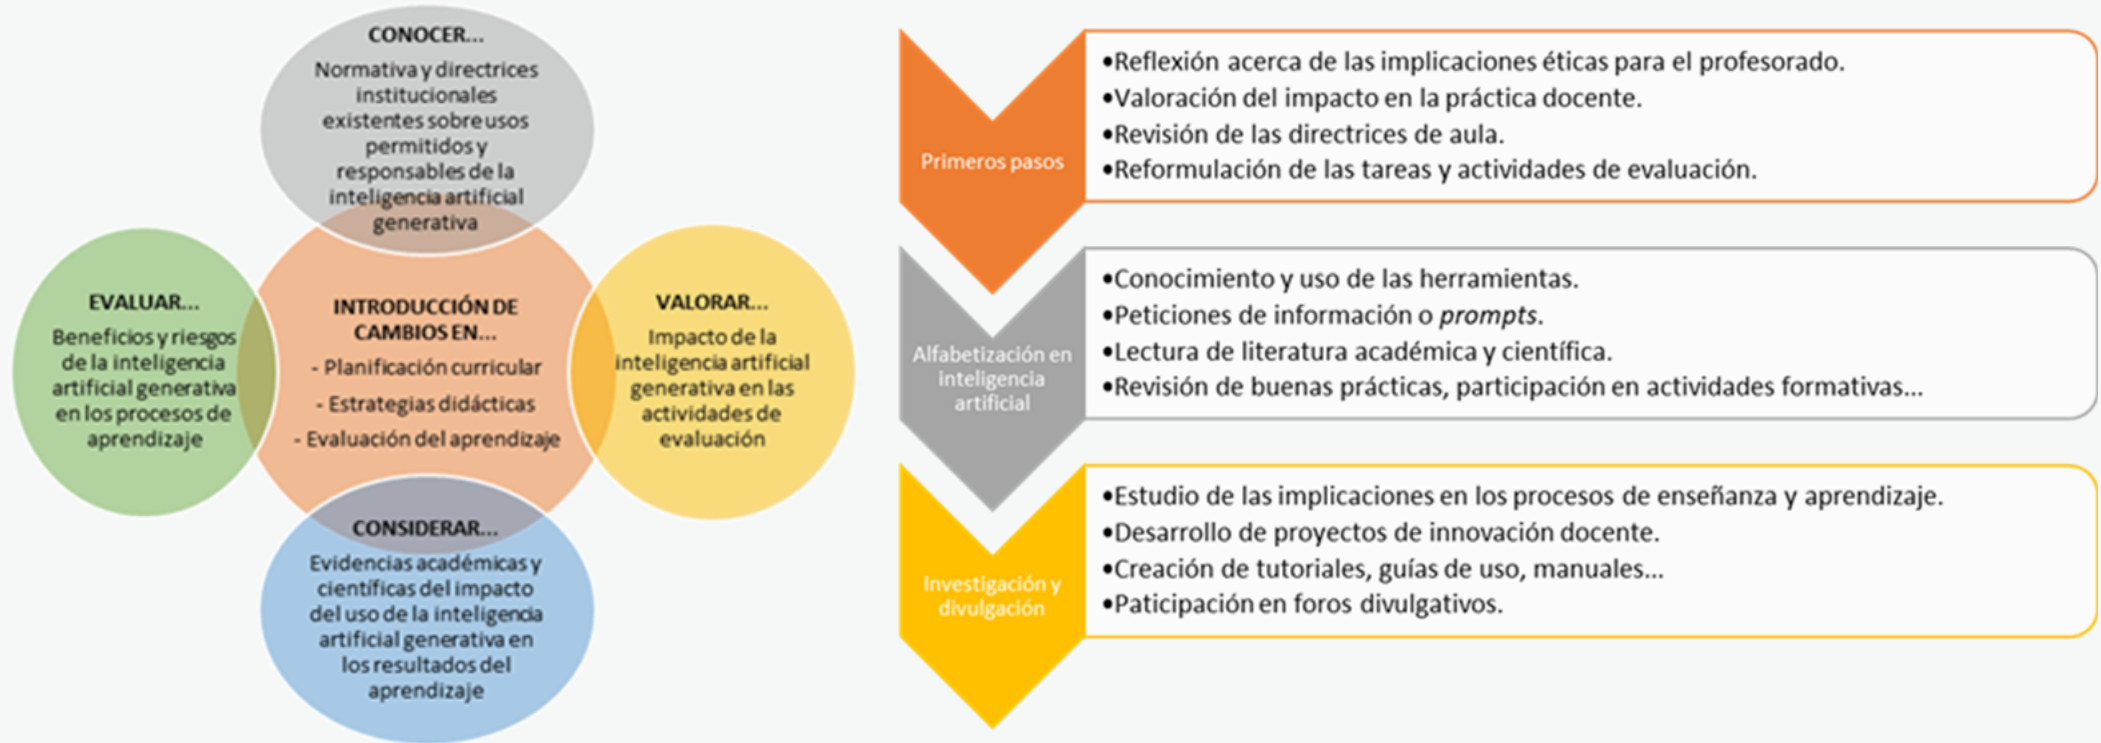 CONOCER...
Normativa y directrices
institucionales
existentes sobre usos
permitidos y
responsables de la
inteligencia artificial
generativa
EVALUAR...
Beneficios y riesgos
de la inteligencia
artificial generativa
en los procesos de
aprendizaje
INTRODUCCIÓN DE
CAMBIOS EN...
- Planificación curricular
- Estrategias didácticas
- Evaluación del aprendizaje
VALORAR...
Impacto de la
inteligencia artificial
generativa en las
actividades de
evaluación
CONSIDERAR...
Evidencias académicas y
científicas del impacto
del uso de la inteligencia
artificial generativa en
los resultados del
aprendizaje
Primeros pasos
•Reflexión acerca de las implicaciones éticas para el profesorado.
•Valoración del impacto en la práctica docente.
•Revisión de las directrices de aula.
•Reformulación de las tareas y actividades de evaluación.
Alfabetización en
inteligencia
artificial
•Conocimiento y uso de las herramientas.
•Peticiones de información o prompts.
•Lectura de literatura académica y científica.
•Revisión de buenas prácticas, participación en actividades formativas...
Investigación y
divulgación
•Estudio de las implicaciones en los procesos de enseñanza y aprendizaje.
•Desarrollo de proyectos de innovación docente.
•Creación de tutoriales, guías de uso, manuales...
•Paticipación en foros divulgativos.